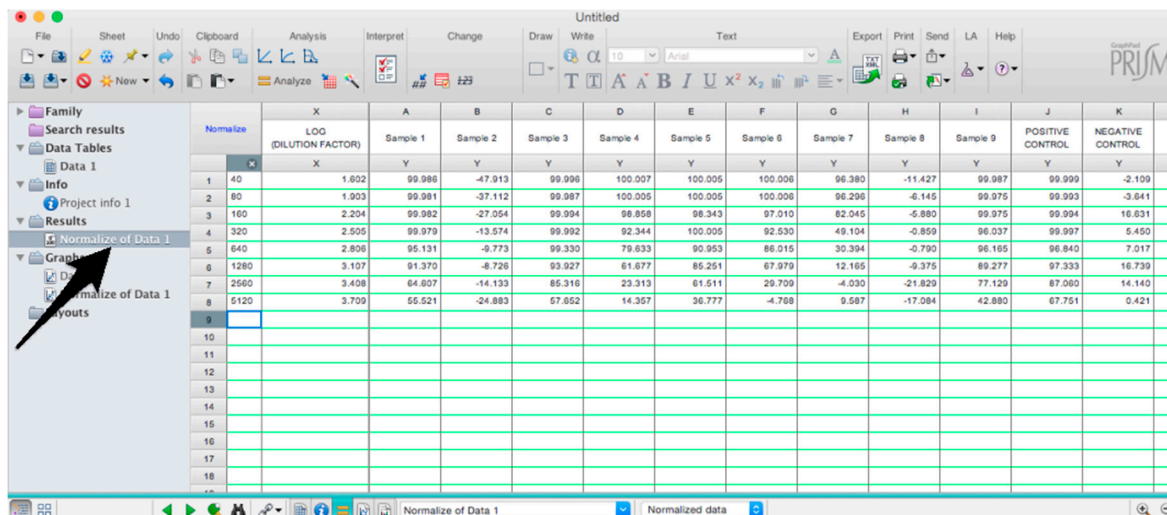 Untitled
File Sheet Undo Clipboard Analysis Interpret Change Draw Write Text Export Print Send LA Help
10 Arial A TXT XML GraphPad
PRISM
New Analyze ## 123 T T A A B I U X² X₂
Family
Search results
Data Tables
Data 1
Info
Project info 1
Results
Normalize of Data 1
Graphs
Normalize of Data 1
Layouts
Normalize X A B C D E F G H I J K
LOG (DILUTION FACTOR) Sample 1 Sample 2 Sample 3 Sample 4 Sample 5 Sample 6 Sample 7 Sample 8 Sample 9 POSITIVE CONTROL NEGATIVE CONTROL
X Y Y Y Y Y Y Y Y Y Y Y
1 40 1.602 99.986 -47.913 99.996 100.007 100.005 100.006 96.380 -11.427 99.987 99.999 -2.109
2 80 1.903 99.981 -37.112 99.987 100.005 100.005 100.006 96.296 -6.145 99.975 99.993 -3.641
3 160 2.204 99.982 -27.054 99.994 98.858 98.343 97.010 82.045 -5.880 99.975 99.994 16.631
4 320 2.505 99.979 -13.574 99.992 92.344 100.005 92.530 49.104 -0.859 96.037 99.997 5.450
5 640 2.806 95.131 -9.773 99.330 79.633 90.953 86.015 30.394 -0.790 96.165 96.840 7.017
6 1280 3.107 91.370 -8.726 93.927 61.677 85.251 67.979 12.165 -9.375 89.277 97.333 16.739
7 2560 3.408 64.607 -14.133 85.316 23.313 61.511 29.709 -4.030 -21.829 77.129 87.060 14.140
8 5120 3.709 55.521 -24.883 57.652 14.357 36.777 -4.768 9.587 -17.084 42.880 67.751 0.421
9
10
11
12
13
14
15
16
17
18
Normalize of Data 1 Normalized data